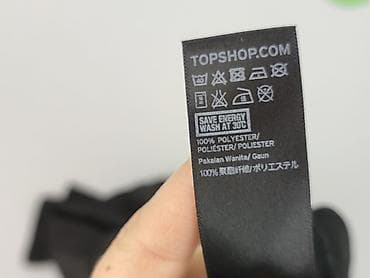 TOPSHOP.COM
SAVE ENERGY
WASH AT 30°C
100% POLYESTER/
POLIÉSTER/ POLIESTER
Pakaian Wanita/ Gaun
100% 聚酯纤维/ポリエステル